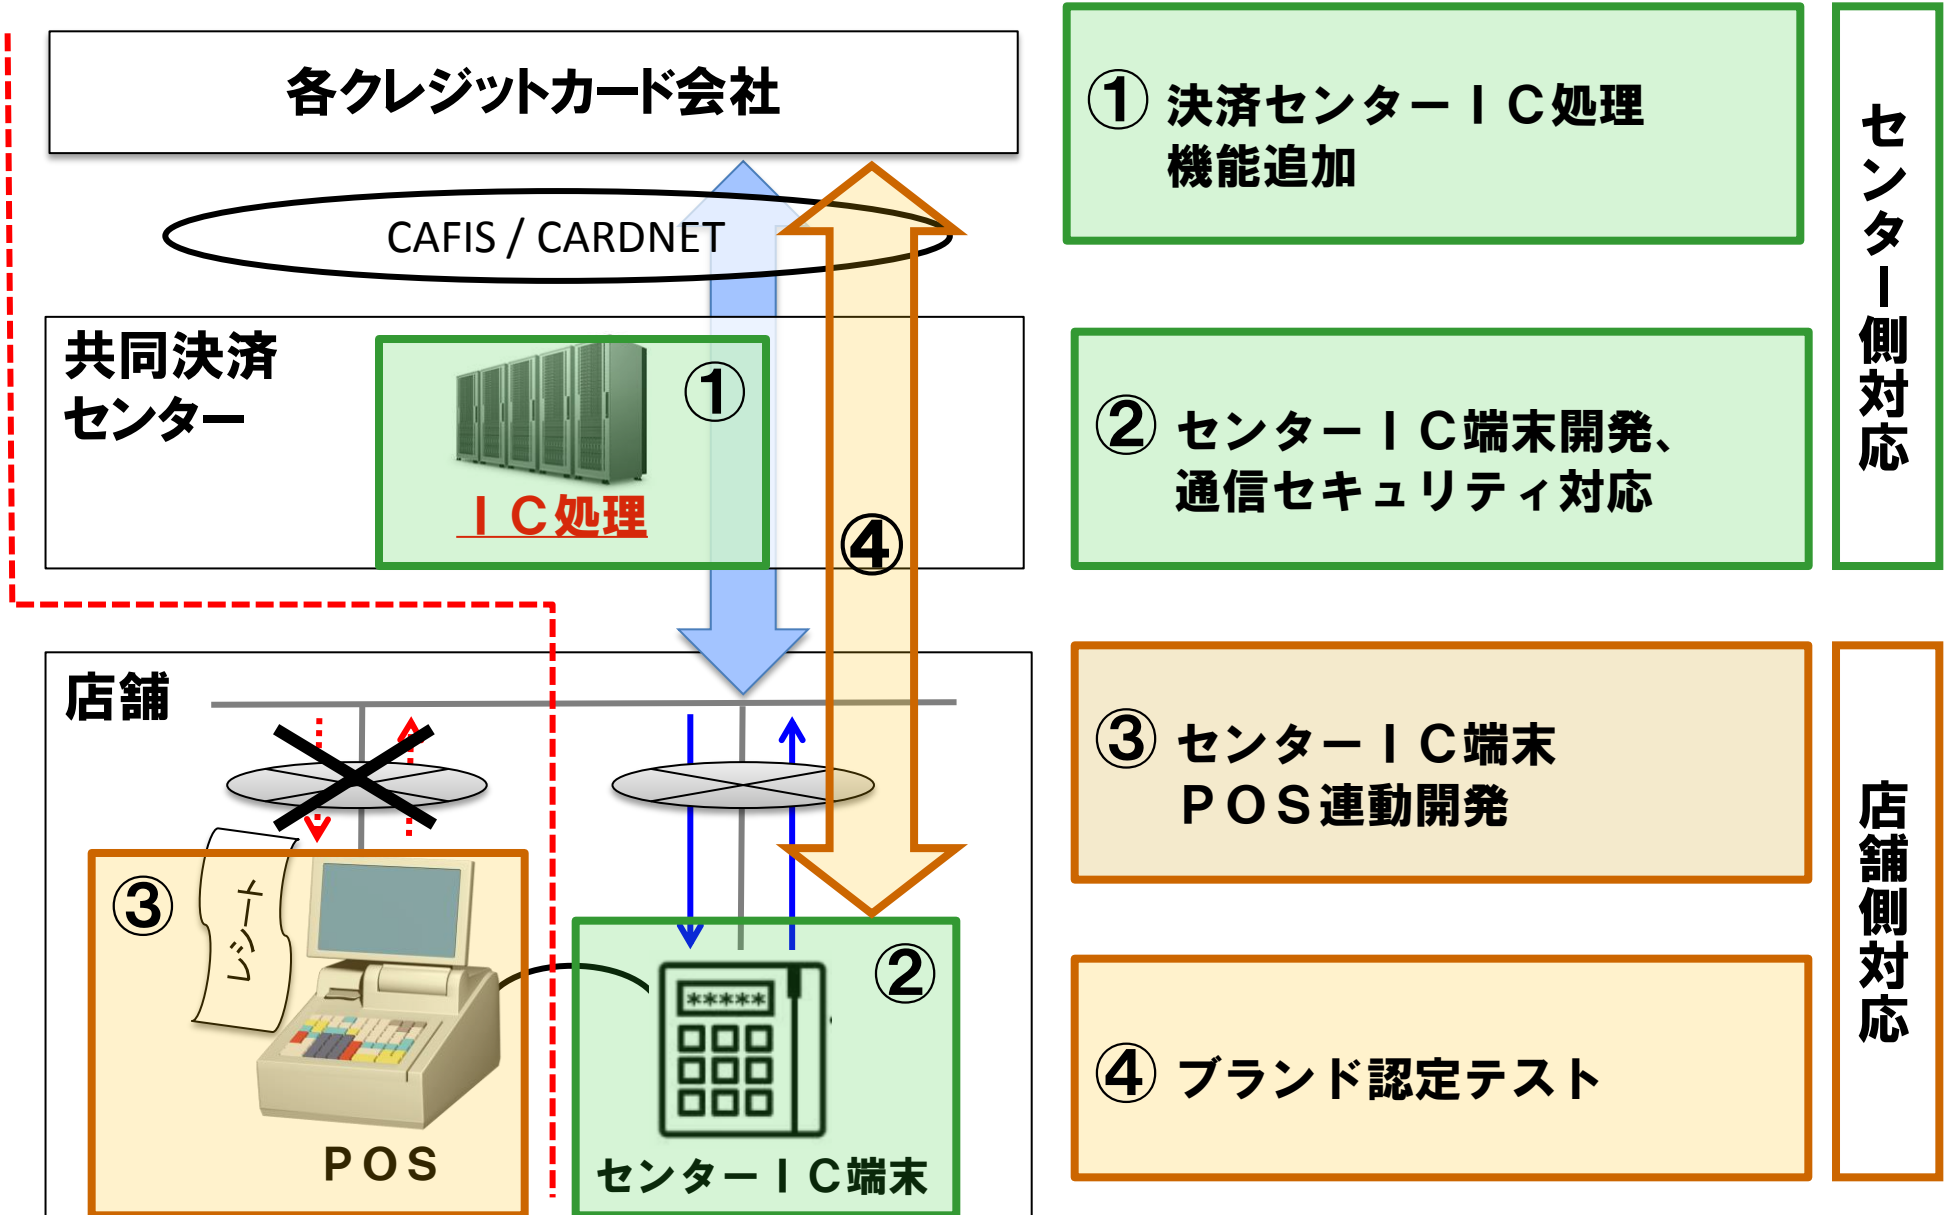 各クレジットカード会社
CAFIS / CARDNET
共同決済
センター
①
ＩＣ処理
④
店舗
③
レシート
POS
②
*****
センターＩＣ端末
① 決済センターＩＣ処理
機能追加
② センターＩＣ端末開発、
通信セキュリティ対応
センター側対応
③ センターＩＣ端末
ＰＯＳ連動開発
④ ブランド認定テスト
店舗側対応